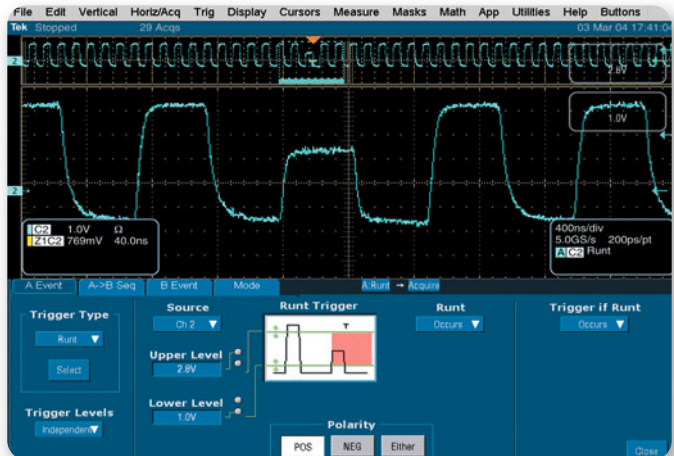 File Edit Vertical Horiz/Acq Trig Display Cursors Measure Masks Math App Utilities Help Buttons
Tek Stopped 29 Acqs 03 Mar 04 17:41:04
2
2.8V
1.0V
2
C2 1.0V Ω
Z1C2 769mV 40.0ns
400ns/div
5.0GS/s 200ps/pt
A C2 Runt
A Event A->B Seq B Event Mode A:Runt → Acquire
Trigger Type
Runt
Select
Trigger Levels
Independent
Source
Ch 2
Upper Level
2.8V
Lower Level
1.0V
Runt Trigger
T
Polarity
POS NEG Either
Runt
Occurs
Trigger if Runt
Occurs
Close